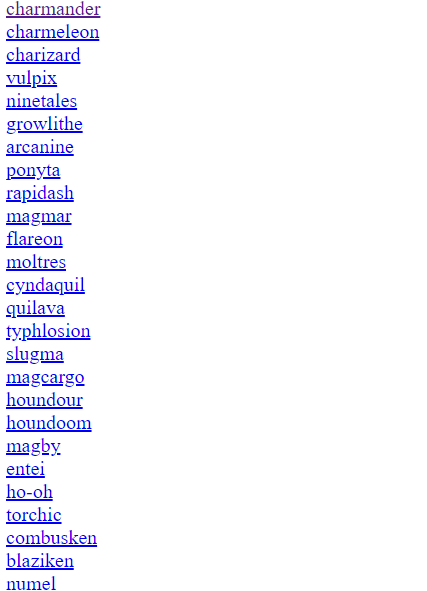 charmander
charmeleon
charizard
vulpix
ninetales
growlithe
arcanine
ponyta
rapidash
magmar
flareon
moltres
cyndaquil
quilava
typhlosion
slugma
magcargo
houndour
houndoom
magby
entei
ho-oh
torchic
combusken
blaziken
numel